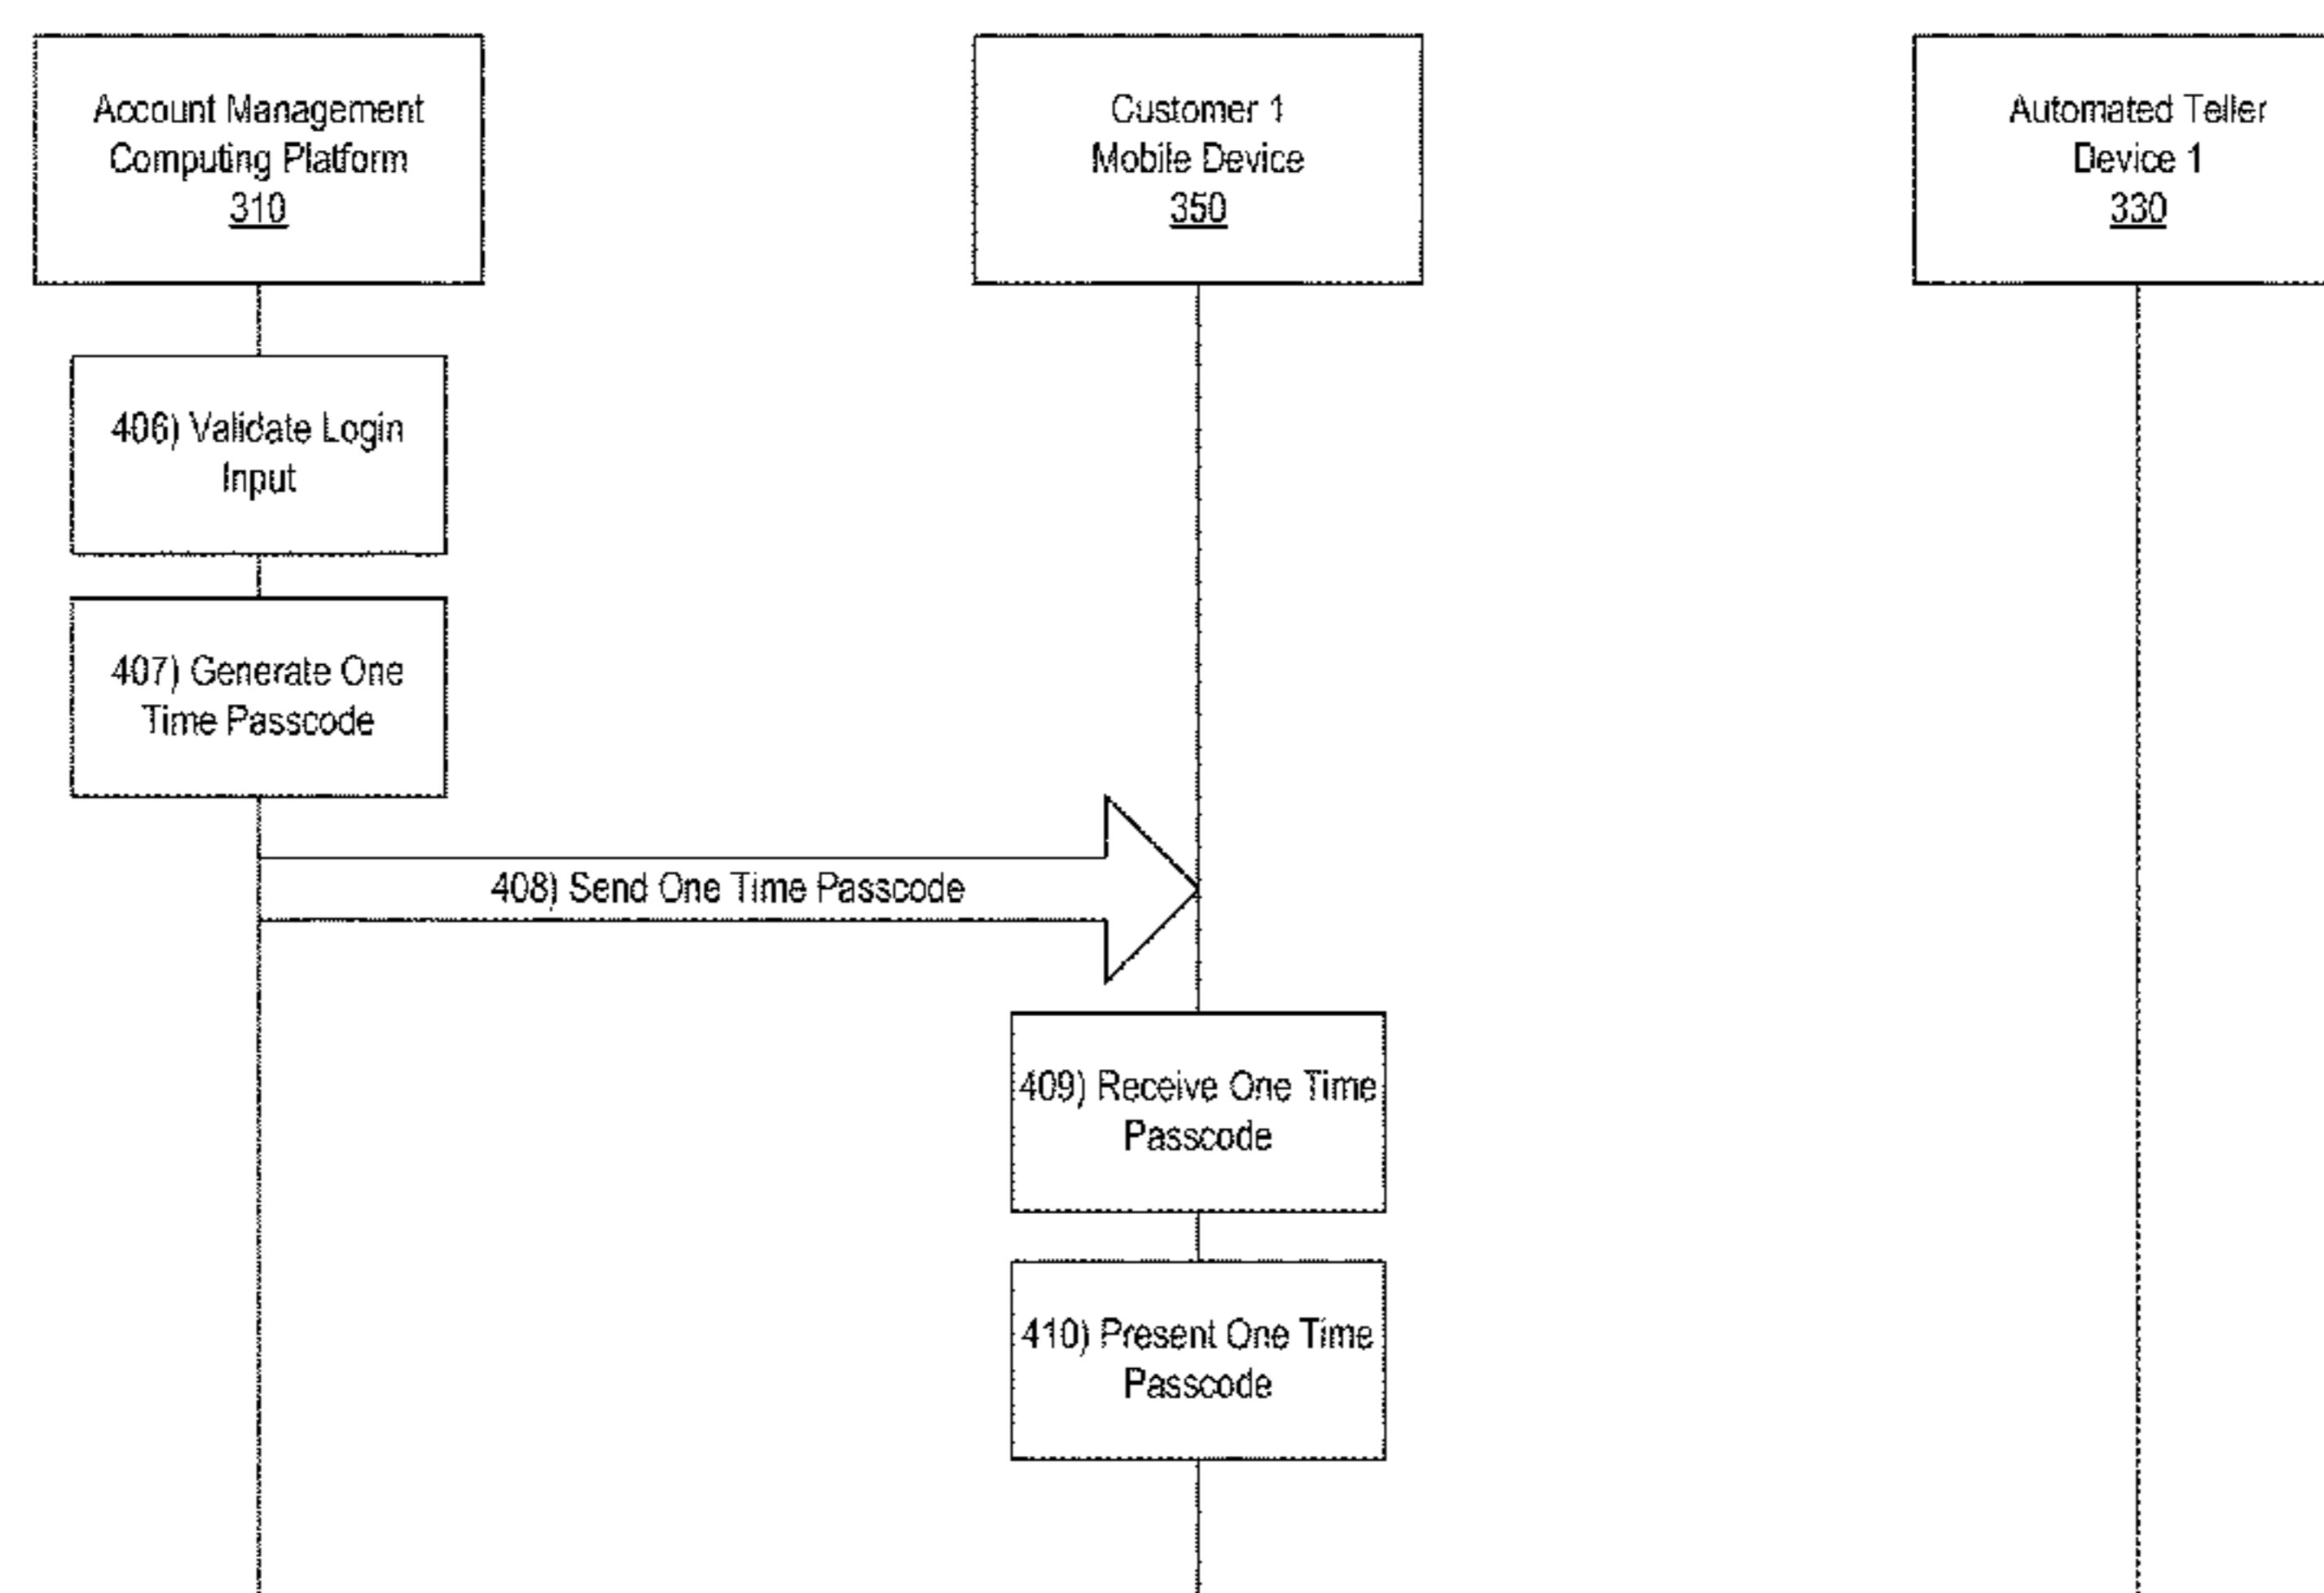 Account Management
Computing Platform
310
Customer 1
Mobile Device
350
Automated Teller
Device 1
330
406) Validate Login
Input
407) Generate One
Time Passcode
408) Send One Time Passcode
409) Receive One Time
Passcode
410) Present One Time
Passcode